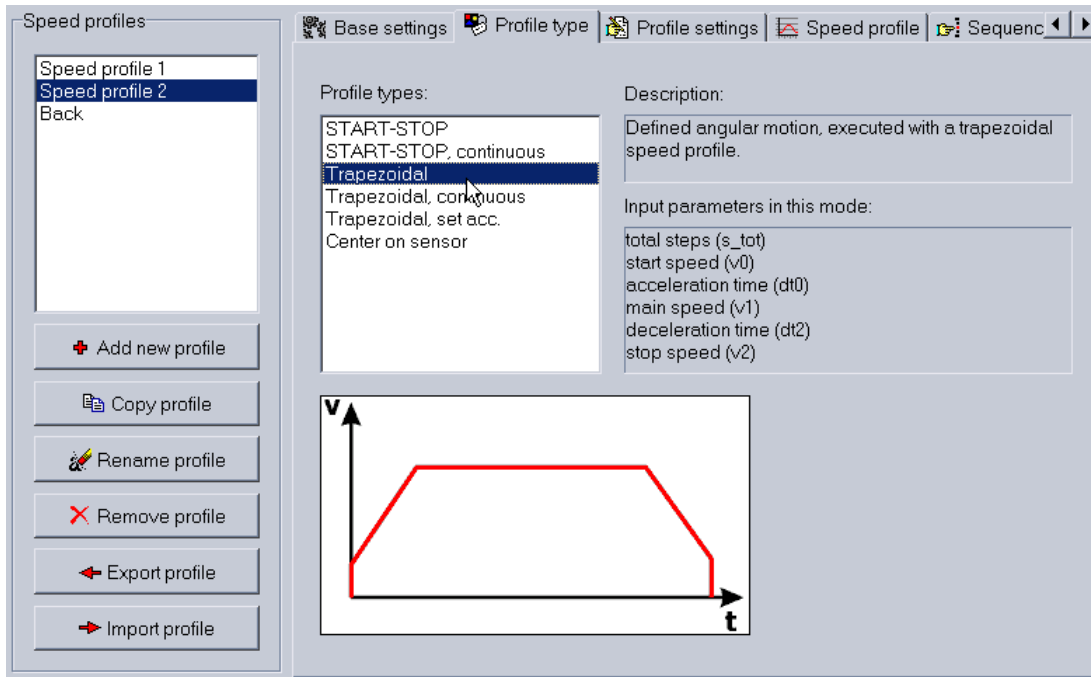 Speed profiles
Speed profile 1
Speed profile 2
Back
Add new profile
Copy profile
Rename profile
Remove profile
Export profile
Import profile
Base settings
Profile type
Profile settings
Speed profile
Sequenc
Profile types:
START-STOP
START-STOP, continuous
Trapezoidal
Trapezoidal, continuous
Trapezoidal, set acc.
Center on sensor
Description:
Defined angular motion, executed with a trapezoidal
speed profile.
Input parameters in this mode:
total steps (s_tot)
start speed (v0)
acceleration time (dt0)
main speed (v1)
deceleration time (dt2)
stop speed (v2)
v
t